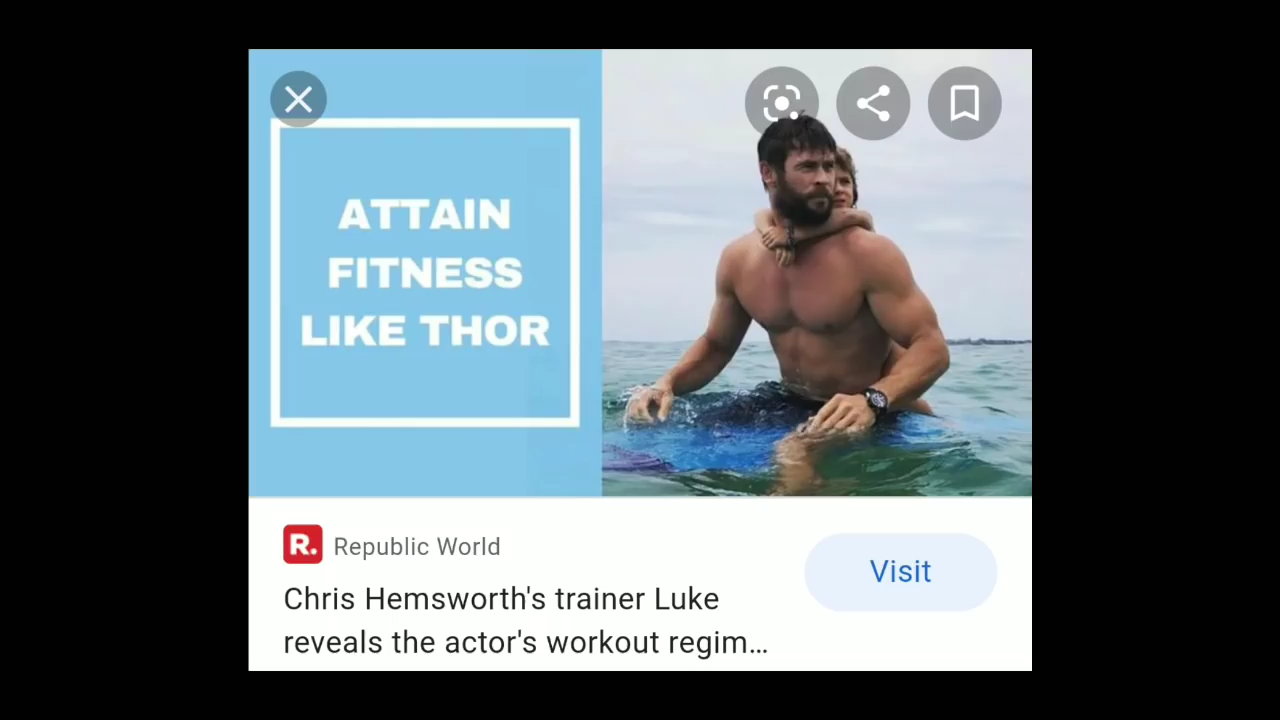 ATTAIN
FITNESS
LIKE THOR
R.
Republic World
Visit
Chris Hemsworth's trainer Luke
reveals the actor's workout regim...